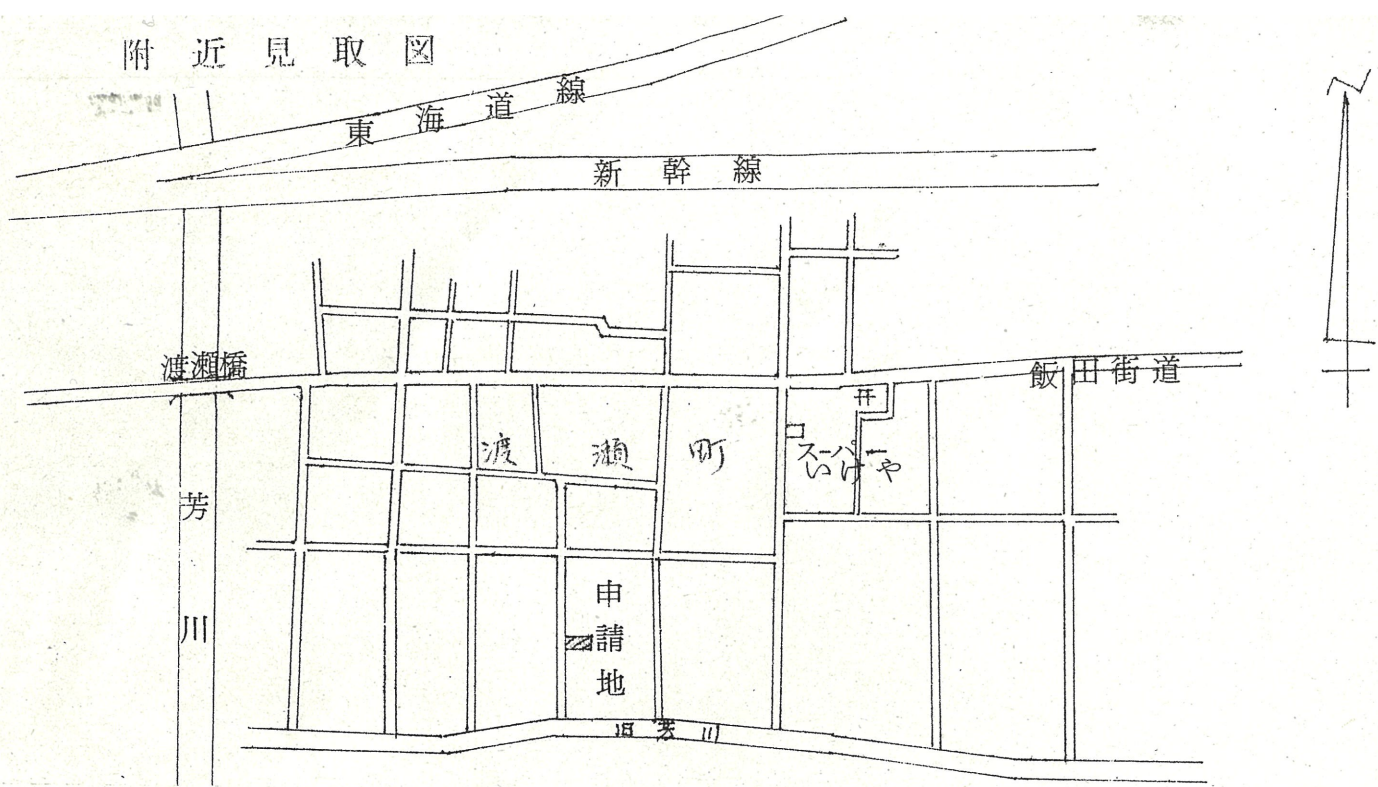 附近見取図
東海道線
新幹線
渡瀬橋
飯田街道
渡瀬町
スーパー
いけや
芳川
申請地
旧芳川